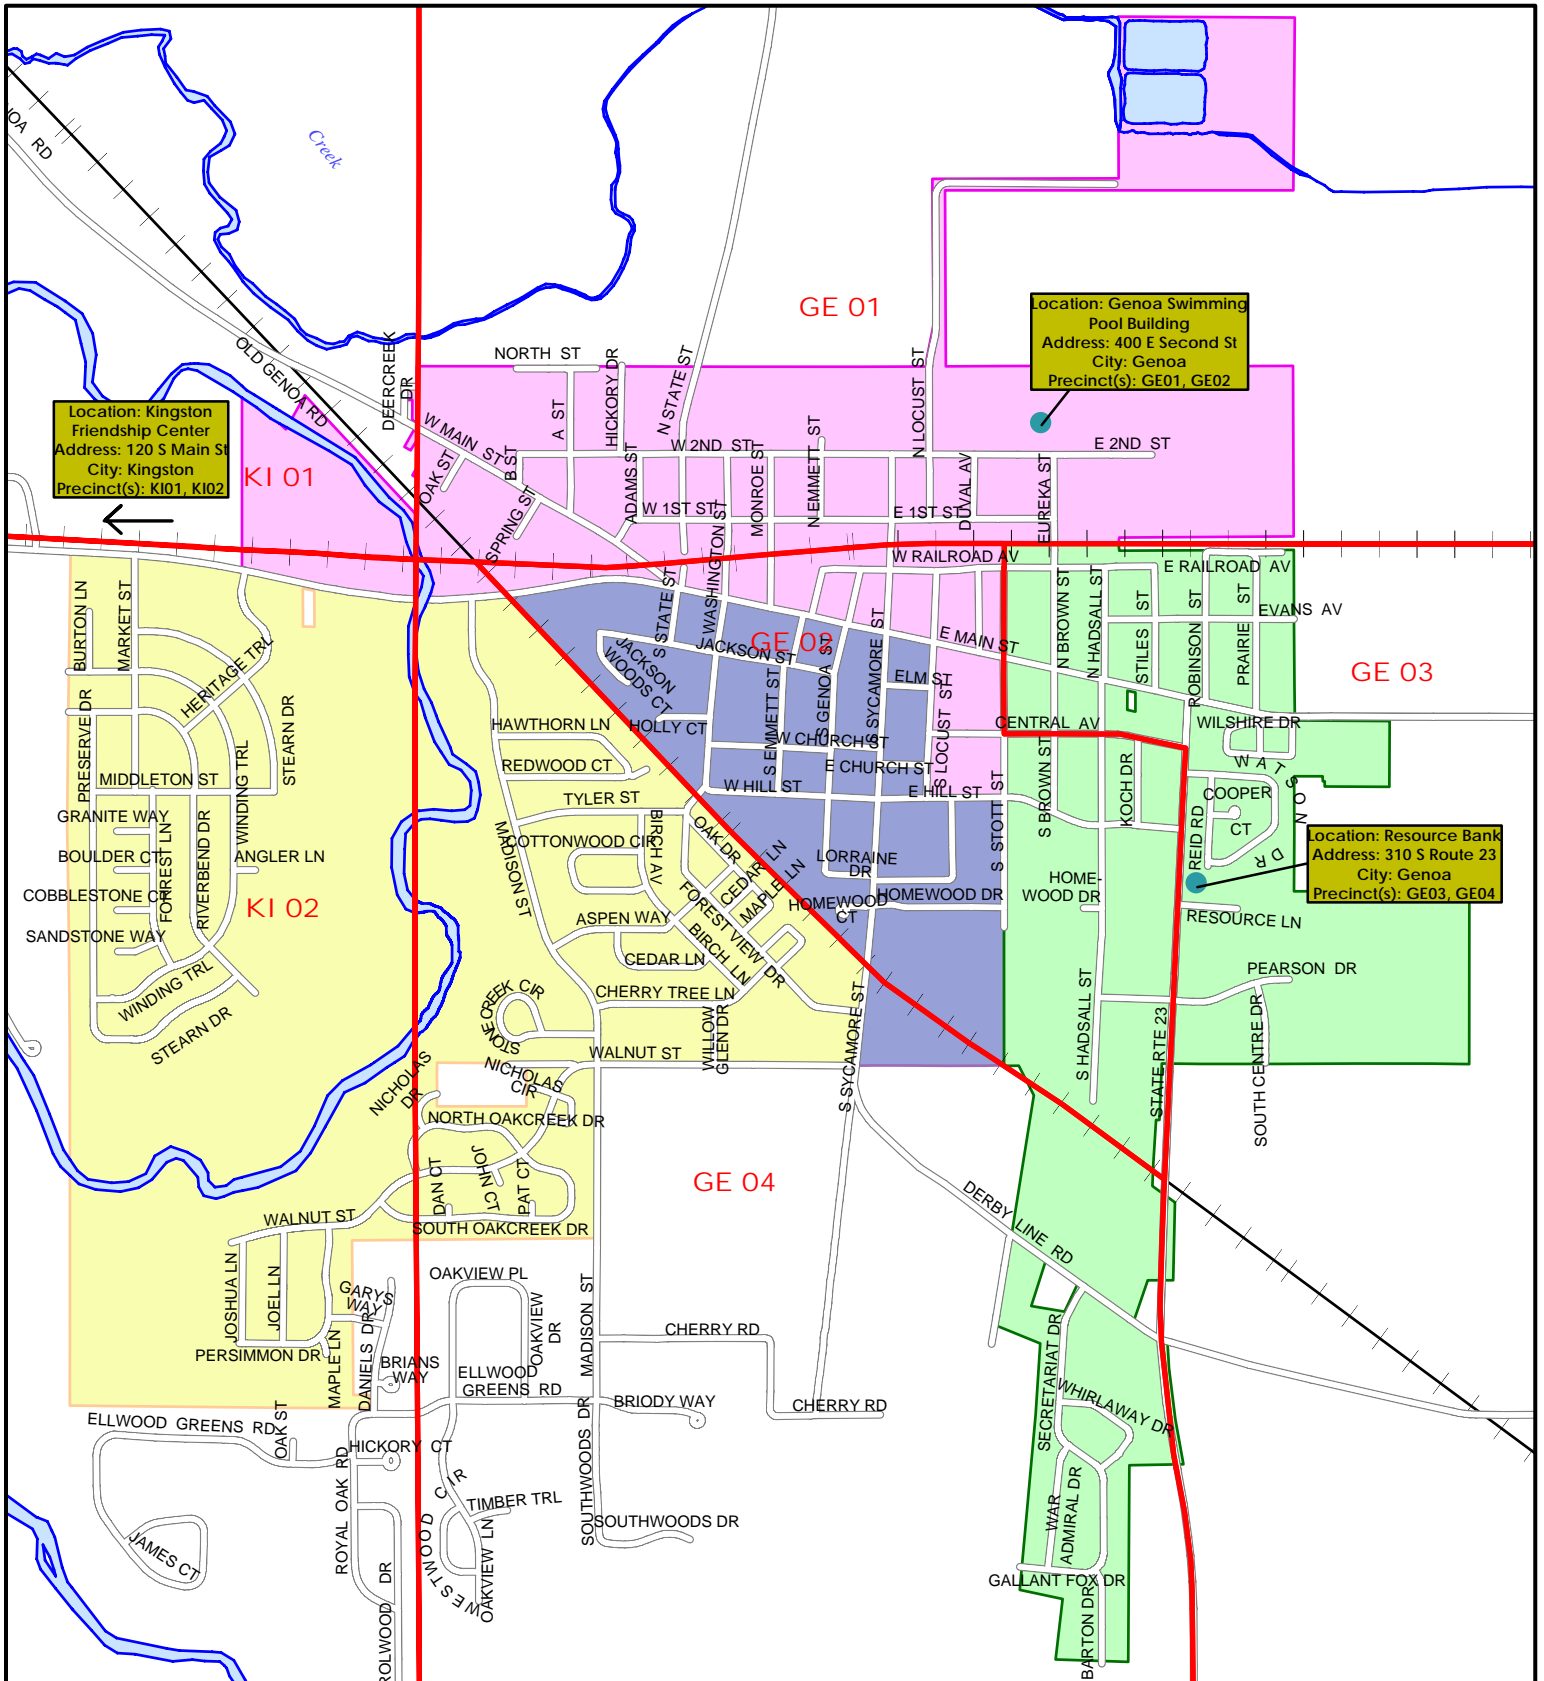 OA RD
Creek
OLD GENOA RD
DEERCREEK
DR
NORTH ST
A ST
HICKORY DR
N STATE ST
GE 01
N LOCUST ST
Location: Genoa Swimming
Pool Building
Address: 400 E Second St
City: Genoa
Precinct(s): GE01, GE02
Location: Kingston
Friendship Center
Address: 120 S Main St
City: Kingston
Precinct(s): KI01, KI02
KI 01
W MAIN ST
OAK ST
B ST
SPRING ST
ADAMS ST
W 2ND ST
W 1ST ST
WASHINGTON ST
MONROE ST
N EMMETT ST
E 1ST ST
DUVAL AV
EUREKA ST
E 2ND ST
W RAILROAD AV
E RAILROAD AV
EVANS AV
N BROWN ST
N HADSALL ST
STILES ST
ROBINSON ST
PRAIRIE ST
GE 03
E MAIN ST
GE 02
S STATE ST
JACKSON ST
JACKSON
WOODS CT
HOLLY CT
S EMMETT ST
S GENOA ST
S SYCAMORE ST
ELM ST
S LOCUST ST
CENTRAL AV
WILSHIRE DR
W CHURCH ST
E CHURCH ST
W HILL ST
E HILL ST
S STOTT ST
S BROWN ST
KOCH DR
REID RD
COOPER
CT
WATSON DR
Location: Resource Bank
Address: 310 S Route 23
City: Genoa
Precinct(s): GE03, GE04
RESOURCE LN
PEARSON DR
SOUTH CENTRE DR
STATE RTE 23
S HADSALL ST
HOME-
WOOD DR
LORRAINE
DR
HOMEWOOD DR
HOMEWOOD
CT
BURTON LN
MARKET ST
HERITAGE TRL
PRESERVE DR
STEARN DR
MIDDLETON ST
WINDING TRL
GRANITE WAY
BOULDER CT
FORREST LN
RIVERBEND DR
ANGLER LN
COBBLESTONE CT
SANDSTONE WAY
KI 02
WINDING TRL
STEARN DR
HAWTHORN LN
REDWOOD CT
TYLER ST
COTTONWOOD CIR
MADISON ST
BIRCH AV
OAK DR
CEDAR LN
MAPLE LN
FOREST VIEW DR
ASPEN WAY
BIRCH LN
CEDAR LN
CHERRY TREE LN
STONE CREEK CIR
WALNUT ST
WILLOW
GLEN DR
S SYCAMORE ST
NICHOLAS
DR
NICHOLAS
CIR
NORTH OAKCREEK DR
DAN CT
JOHN CT
PAT CT
SOUTH OAKCREEK DR
WALNUT ST
JOSHUA LN
JOEL LN
GARYS
WAY
MAPLE LN
DANIELS DR
PERSIMMON DR
BRIANS
WAY
GE 04
OAKVIEW PL
OAKVIEW
DR
MADISON ST
CHERRY RD
CHERRY RD
ELLWOOD
GREENS RD
BRIODY WAY
ELLWOOD GREENS RD
OAK ST
HICKORY CT
ROYAL OAK RD
JAMES CT
WESTWOOD CIR
TIMBER TRL
OAKVIEW LN
SOUTHWOODS DR
SOUTHWOODS DR
ROLWOOD DR
DERBY LINE RD
SECRETARIAT DR
WHIRLAWAY DR
WAR
ADMIRAL DR
GALLANT FOX DR
BARTON DR